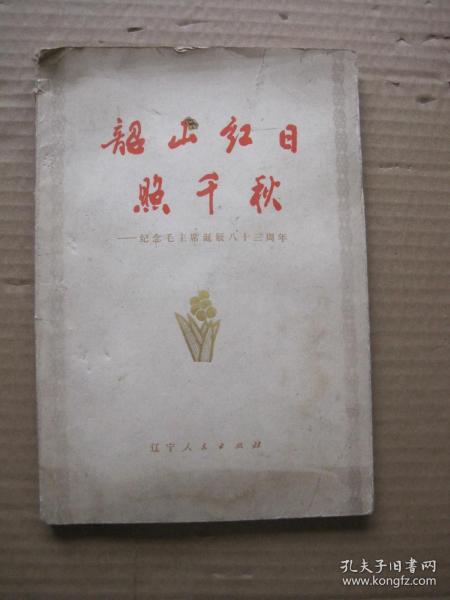 韶山红日
照千秋
——纪念毛主席诞辰八十三周年
辽宁人民出版社
孔夫子旧书网
www.kongfz.com